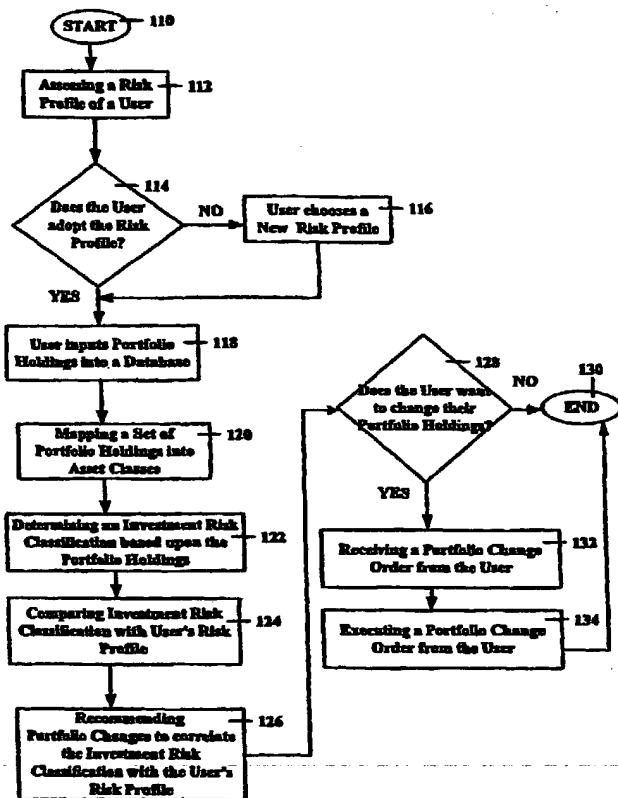 START
110
Assessing a Risk
Profile of a User
112
114
Does the User
adopt the Risk
Profile?
NO
User chooses a
New Risk Profile
116
YES
User inputs Portfolio
Holdings into a Database
118
Mapping a Set of
Portfolio Holdings into
Asset Classes
120
Determining an Investment Risk
Classification based upon the
Portfolio Holdings
122
Comparing Investment Risk
Classification with User's Risk
Profile
124
Recommending
Portfolio Changes to correlate
the Investment Risk
Classification with the User's
Risk Profile
126
128
Does the User want
to change their
Portfolio Holdings?
NO
130
END
YES
Receiving a Portfolio Change
Order from the User
132
Executing a Portfolio Change
Order from the User
134